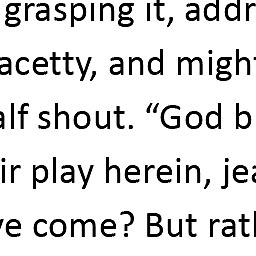 grasping it, addr
acetty, and might
alf shout. “God b
ir play herein, jea
ve come? But rath